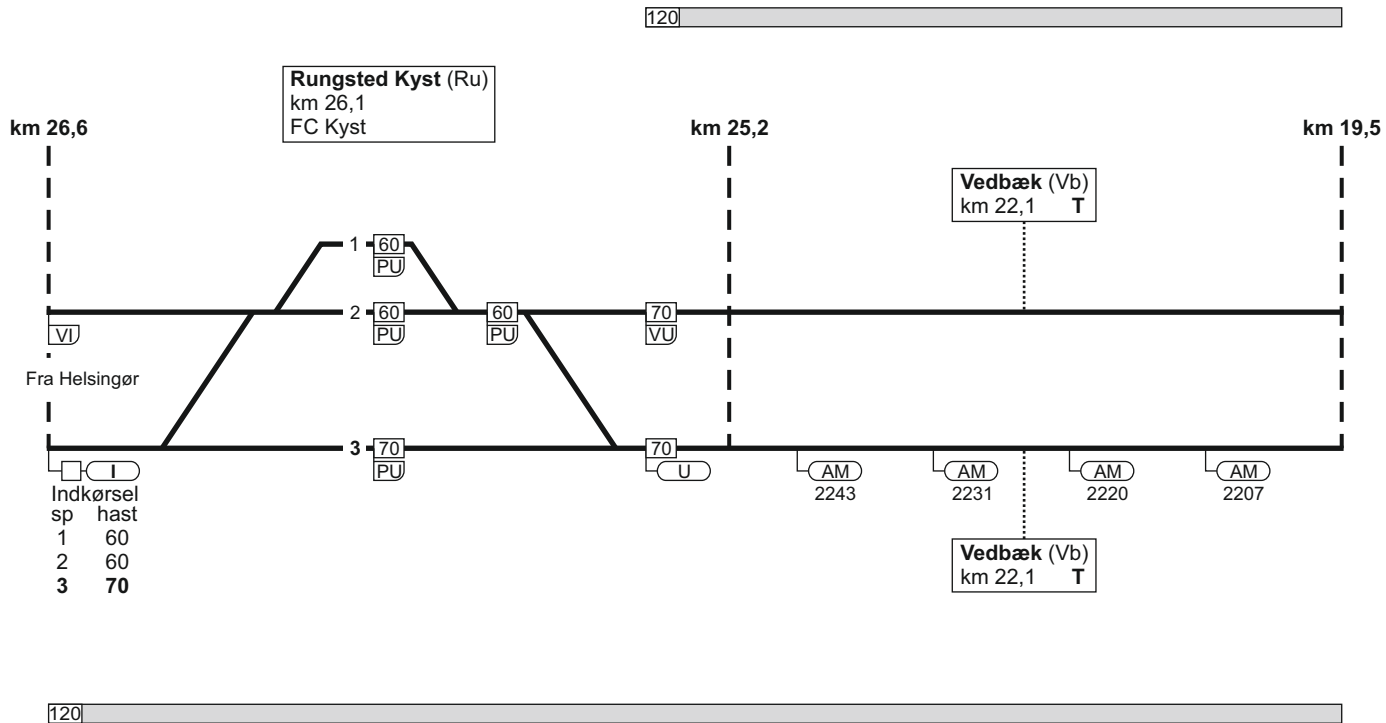 120
Rungsted Kyst (Ru)
km 26,1
FC Kyst
km 26,6
km 25,2
km 19,5
Vedbæk (Vb)
km 22,1 T
1 60
PU
2 60 60 70
VI PU PU VU
Fra Helsingør
3 70 70
I PU U AM AM AM AM
2243 2231 2220 2207
Indkørsel
sp hast
1 60
2 60
3 70
Vedbæk (Vb)
km 22,1 T
120